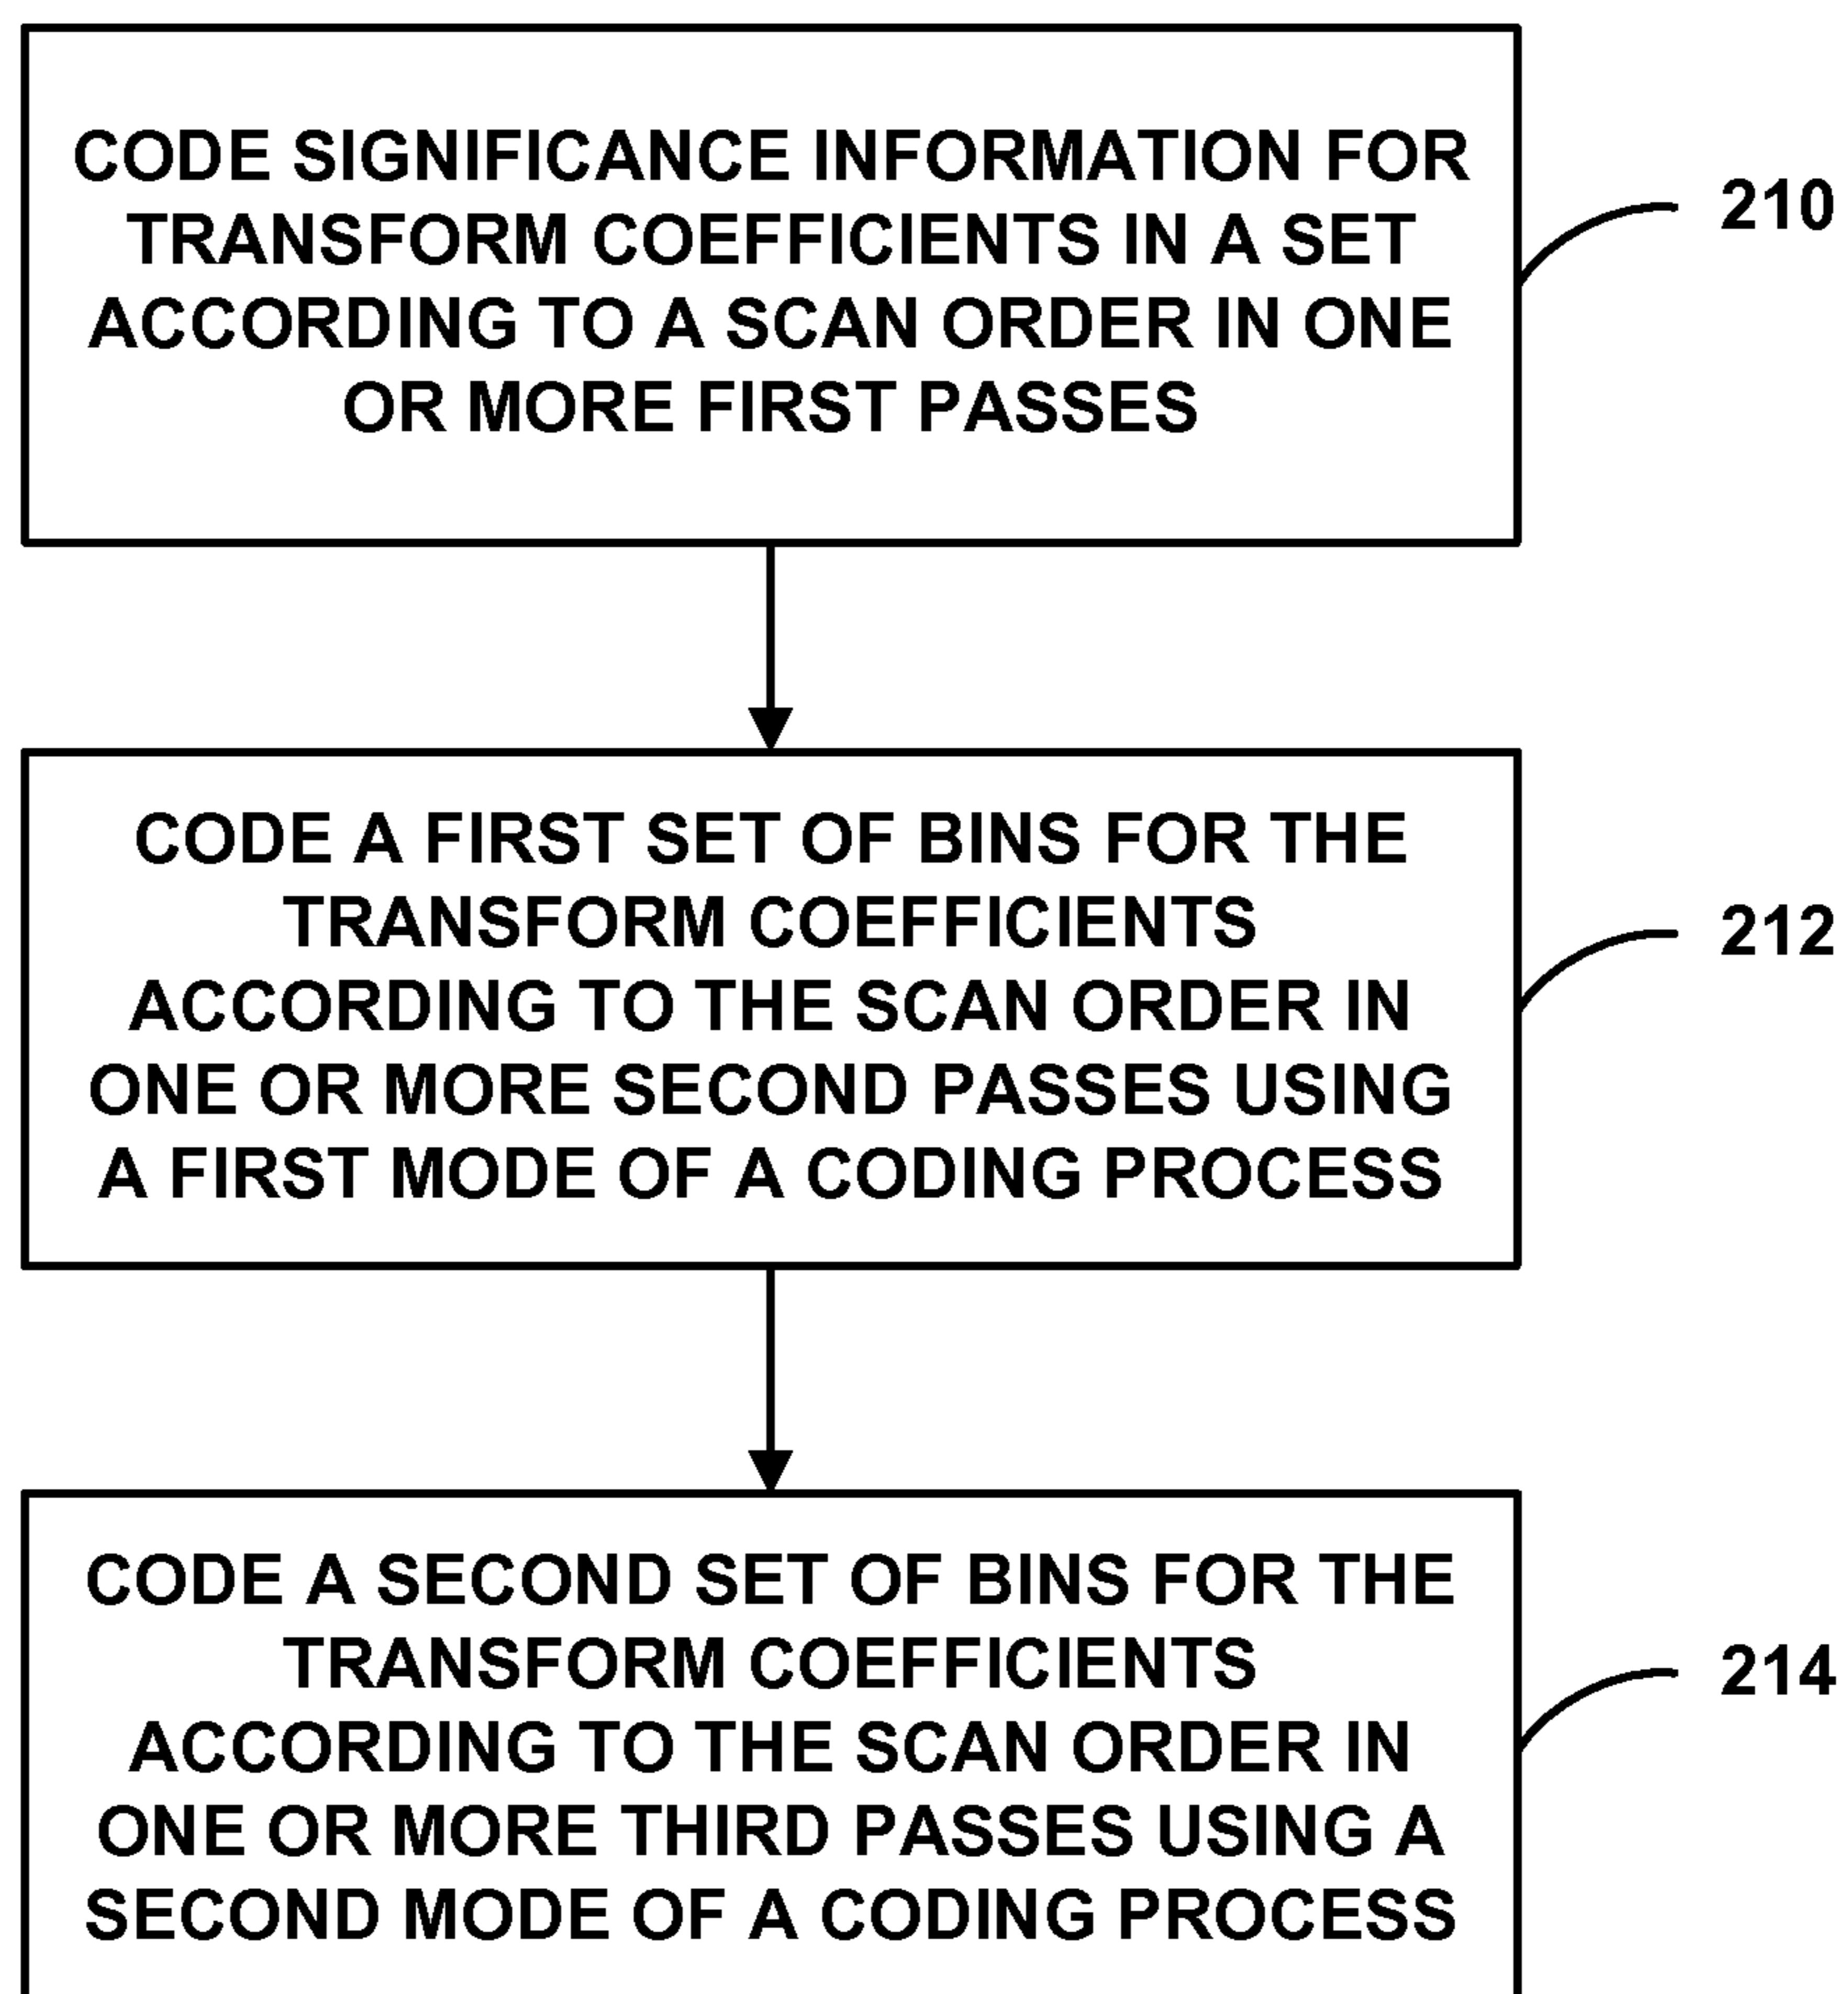 CODE SIGNIFICANCE INFORMATION FOR
TRANSFORM COEFFICIENTS IN A SET
ACCORDING TO A SCAN ORDER IN ONE
OR MORE FIRST PASSES
210
CODE A FIRST SET OF BINS FOR THE
TRANSFORM COEFFICIENTS
ACCORDING TO THE SCAN ORDER IN
ONE OR MORE SECOND PASSES USING
A FIRST MODE OF A CODING PROCESS
212
CODE A SECOND SET OF BINS FOR THE
TRANSFORM COEFFICIENTS
ACCORDING TO THE SCAN ORDER IN
ONE OR MORE THIRD PASSES USING A
SECOND MODE OF A CODING PROCESS
214